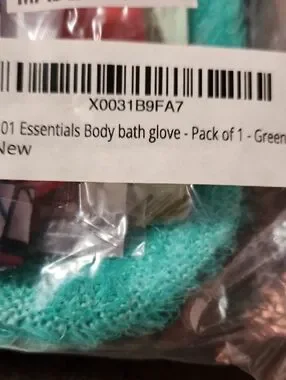 X0031B9FA7
01 Essentials Body bath glove - Pack of 1 - Green
New